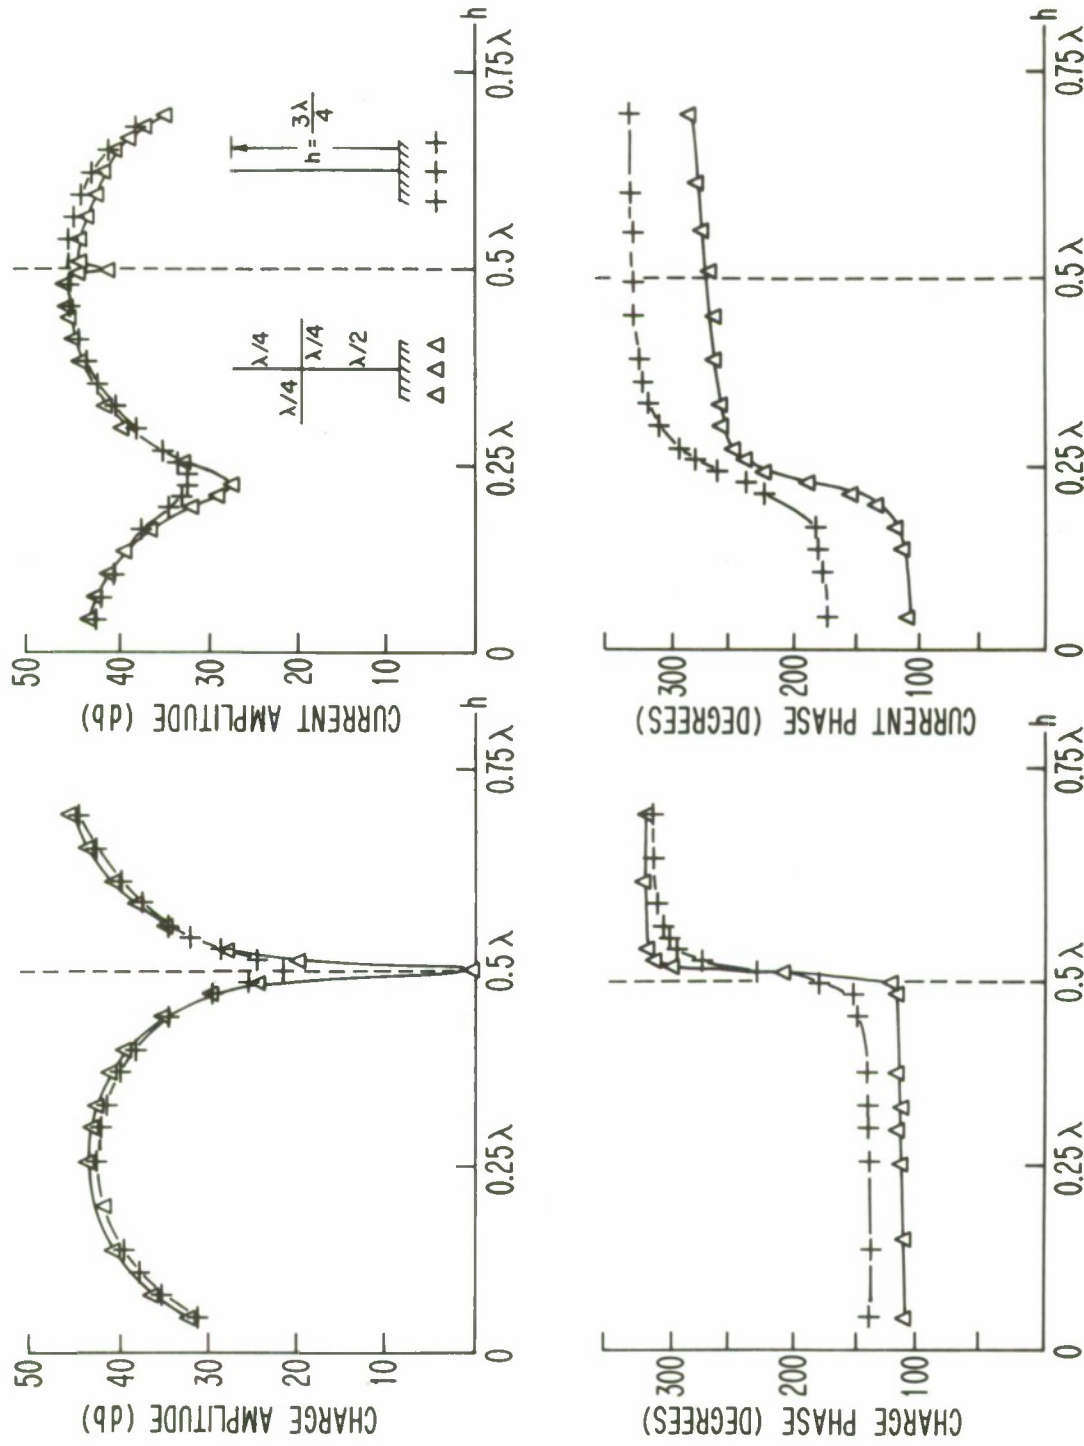 50
40
30
20
0
0.25λ
0.5λ
0.75λ
h
CHARGE AMPLITUDE (db)
50
40
30
20
0
0.25λ
0.5λ
0.75λ
h
CURRENT AMPLITUDE (db)
λ/4
λ/4
λ/4
λ/2
h = 3λ/4
300
200
100
0
0.25λ
0.5λ
0.75λ
h
CHARGE PHASE (DEGREES)
300
200
100
0
0.25λ
0.5λ
0.75λ
h
CURRENT PHASE (DEGREES)